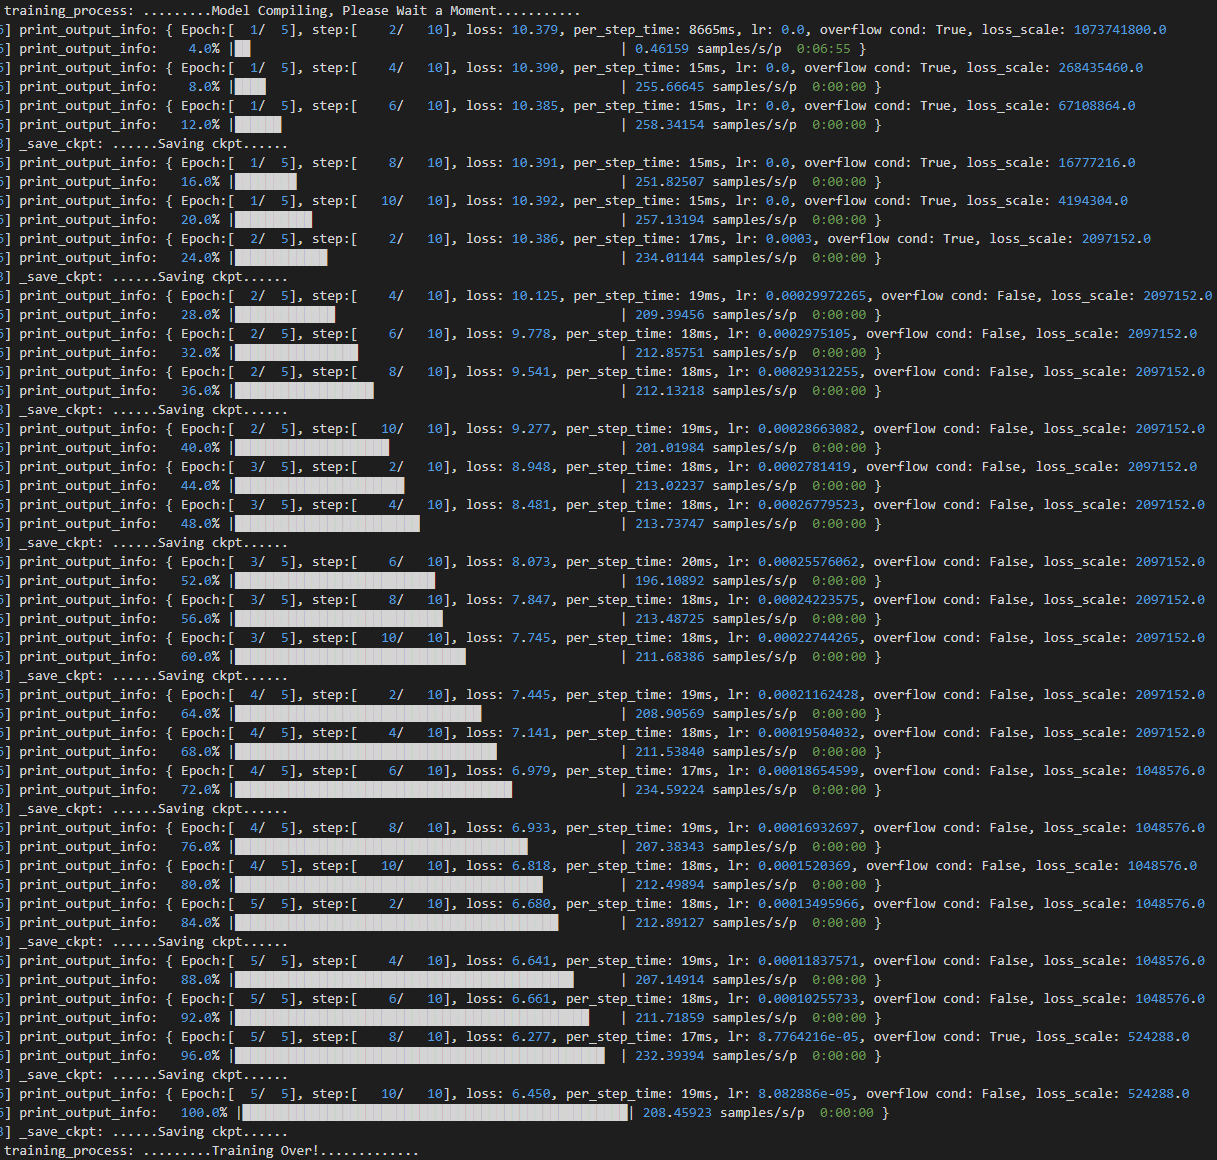 training_process: .........Model Compiling, Please Wait a Moment...........
5] print_output_info: { Epoch:[  1/  5], step:[    2/   10], loss: 10.379, per_step_time: 8665ms, lr: 0.0, overflow cond: True, loss_scale: 1073741800.0
5] print_output_info:    4.0% |██ | 0.46159 samples/s/p  0:06:55 }
5] print_output_info: { Epoch:[  1/  5], step:[    4/   10], loss: 10.390, per_step_time: 15ms, lr: 0.0, overflow cond: True, loss_scale: 268435460.0
5] print_output_info:    8.0% |████ | 255.66645 samples/s/p  0:00:00 }
5] print_output_info: { Epoch:[  1/  5], step:[    6/   10], loss: 10.385, per_step_time: 15ms, lr: 0.0, overflow cond: True, loss_scale: 67108864.0
5] print_output_info:   12.0% |██████ | 258.34154 samples/s/p  0:00:00 }
3] _save_ckpt: ......Saving ckpt......
5] print_output_info: { Epoch:[  1/  5], step:[    8/   10], loss: 10.391, per_step_time: 15ms, lr: 0.0, overflow cond: True, loss_scale: 16777216.0
5] print_output_info:   16.0% |████████ | 251.82507 samples/s/p  0:00:00 }
5] print_output_info: { Epoch:[  1/  5], step:[   10/   10], loss: 10.392, per_step_time: 15ms, lr: 0.0, overflow cond: True, loss_scale: 4194304.0
5] print_output_info:   20.0% |██████████ | 257.13194 samples/s/p  0:00:00 }
5] print_output_info: { Epoch:[  2/  5], step:[    2/   10], loss: 10.386, per_step_time: 17ms, lr: 0.0003, overflow cond: True, loss_scale: 2097152.0
5] print_output_info:   24.0% |████████████ | 234.01144 samples/s/p  0:00:00 }
3] _save_ckpt: ......Saving ckpt......
5] print_output_info: { Epoch:[  2/  5], step:[    4/   10], loss: 10.125, per_step_time: 19ms, lr: 0.00029972265, overflow cond: False, loss_scale: 2097152.0
5] print_output_info:   28.0% |█████████████ | 209.39456 samples/s/p  0:00:00 }
5] print_output_info: { Epoch:[  2/  5], step:[    6/   10], loss: 9.778, per_step_time: 18ms, lr: 0.0002975105, overflow cond: False, loss_scale: 2097152.0
5] print_output_info:   32.0% |████████████████ | 212.85751 samples/s/p  0:00:00 }
5] print_output_info: { Epoch:[  2/  5], step:[    8/   10], loss: 9.541, per_step_time: 18ms, lr: 0.00029312255, overflow cond: False, loss_scale: 2097152.0
5] print_output_info:   36.0% |██████████████████ | 212.13218 samples/s/p  0:00:00 }
3] _save_ckpt: ......Saving ckpt......
5] print_output_info: { Epoch:[  2/  5], step:[   10/   10], loss: 9.277, per_step_time: 19ms, lr: 0.00028663082, overflow cond: False, loss_scale: 2097152.0
5] print_output_info:   40.0% |████████████████████ | 201.01984 samples/s/p  0:00:00 }
5] print_output_info: { Epoch:[  3/  5], step:[    2/   10], loss: 8.948, per_step_time: 18ms, lr: 0.0002781419, overflow cond: False, loss_scale: 2097152.0
5] print_output_info:   44.0% |██████████████████████ | 213.02237 samples/s/p  0:00:00 }
5] print_output_info: { Epoch:[  3/  5], step:[    4/   10], loss: 8.481, per_step_time: 18ms, lr: 0.00026779523, overflow cond: False, loss_scale: 2097152.0
5] print_output_info:   48.0% |████████████████████████ | 213.73747 samples/s/p  0:00:00 }
3] _save_ckpt: ......Saving ckpt......
5] print_output_info: { Epoch:[  3/  5], step:[    6/   10], loss: 8.073, per_step_time: 20ms, lr: 0.00025576062, overflow cond: False, loss_scale: 2097152.0
5] print_output_info:   52.0% |██████████████████████████ | 196.10892 samples/s/p  0:00:00 }
5] print_output_info: { Epoch:[  3/  5], step:[    8/   10], loss: 7.847, per_step_time: 18ms, lr: 0.00024223575, overflow cond: False, loss_scale: 2097152.0
5] print_output_info:   56.0% |███████████████████████████ | 213.48725 samples/s/p  0:00:00 }
5] print_output_info: { Epoch:[  3/  5], step:[   10/   10], loss: 7.745, per_step_time: 18ms, lr: 0.00022744265, overflow cond: False, loss_scale: 2097152.0
5] print_output_info:   60.0% |██████████████████████████████ | 211.68386 samples/s/p  0:00:00 }
3] _save_ckpt: ......Saving ckpt......
5] print_output_info: { Epoch:[  4/  5], step:[    2/   10], loss: 7.445, per_step_time: 19ms, lr: 0.00021162428, overflow cond: False, loss_scale: 2097152.0
5] print_output_info:   64.0% |████████████████████████████████ | 208.90569 samples/s/p  0:00:00 }
5] print_output_info: { Epoch:[  4/  5], step:[    4/   10], loss: 7.141, per_step_time: 18ms, lr: 0.00019504032, overflow cond: False, loss_scale: 2097152.0
5] print_output_info:   68.0% |██████████████████████████████████ | 211.53840 samples/s/p  0:00:00 }
5] print_output_info: { Epoch:[  4/  5], step:[    6/   10], loss: 6.979, per_step_time: 17ms, lr: 0.00018654599, overflow cond: False, loss_scale: 1048576.0
5] print_output_info:   72.0% |████████████████████████████████████ | 234.59224 samples/s/p  0:00:00 }
3] _save_ckpt: ......Saving ckpt......
5] print_output_info: { Epoch:[  4/  5], step:[    8/   10], loss: 6.933, per_step_time: 19ms, lr: 0.00016932697, overflow cond: False, loss_scale: 1048576.0
5] print_output_info:   76.0% |██████████████████████████████████████ | 207.38343 samples/s/p  0:00:00 }
5] print_output_info: { Epoch:[  4/  5], step:[   10/   10], loss: 6.818, per_step_time: 18ms, lr: 0.0001520369, overflow cond: False, loss_scale: 1048576.0
5] print_output_info:   80.0% |████████████████████████████████████████ | 212.49894 samples/s/p  0:00:00 }
5] print_output_info: { Epoch:[  5/  5], step:[    2/   10], loss: 6.680, per_step_time: 18ms, lr: 0.00013495966, overflow cond: False, loss_scale: 1048576.0
5] print_output_info:   84.0% |██████████████████████████████████████████ | 212.89127 samples/s/p  0:00:00 }
3] _save_ckpt: ......Saving ckpt......
5] print_output_info: { Epoch:[  5/  5], step:[    4/   10], loss: 6.641, per_step_time: 19ms, lr: 0.00011837571, overflow cond: False, loss_scale: 1048576.0
5] print_output_info:   88.0% |████████████████████████████████████████████ | 207.14914 samples/s/p  0:00:00 }
5] print_output_info: { Epoch:[  5/  5], step:[    6/   10], loss: 6.661, per_step_time: 18ms, lr: 0.00010255733, overflow cond: False, loss_scale: 1048576.0
5] print_output_info:   92.0% |██████████████████████████████████████████████ | 211.71859 samples/s/p  0:00:00 }
5] print_output_info: { Epoch:[  5/  5], step:[    8/   10], loss: 6.277, per_step_time: 17ms, lr: 8.7764216e-05, overflow cond: True, loss_scale: 524288.0
5] print_output_info:   96.0% |████████████████████████████████████████████████ | 232.39394 samples/s/p  0:00:00 }
3] _save_ckpt: ......Saving ckpt......
5] print_output_info: { Epoch:[  5/  5], step:[   10/   10], loss: 6.450, per_step_time: 19ms, lr: 8.082886e-05, overflow cond: False, loss_scale: 524288.0
5] print_output_info:   100.0% |██████████████████████████████████████████████████| 208.45923 samples/s/p  0:00:00 }
3] _save_ckpt: ......Saving ckpt......
training_process: .........Training Over!.............